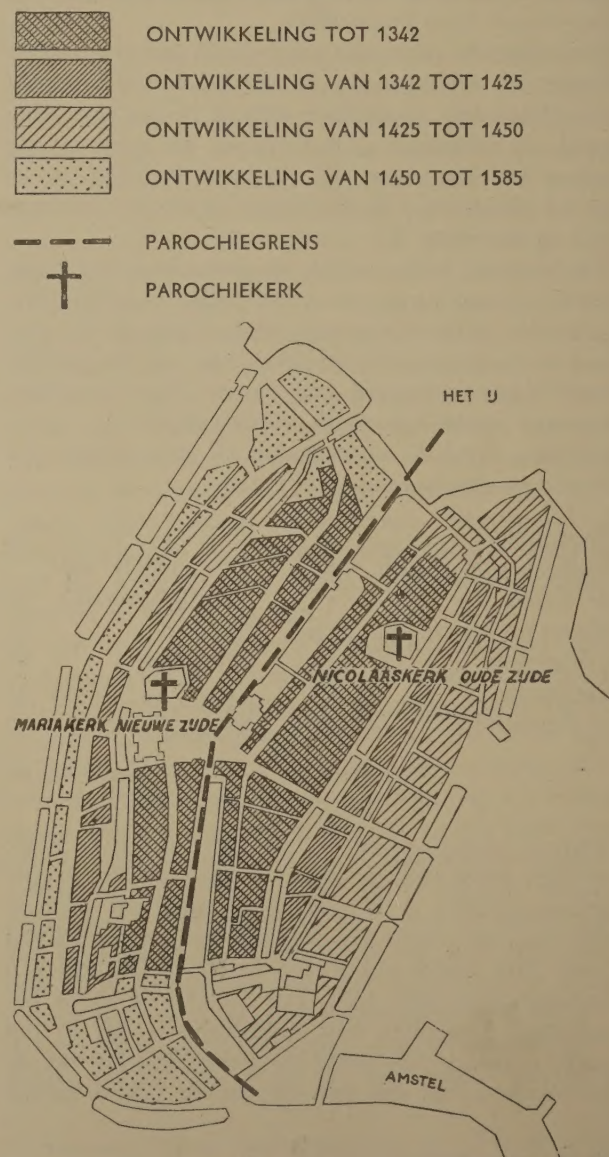 ONTWIKKELING TOT 1342
ONTWIKKELING VAN 1342 TOT 1425
ONTWIKKELING VAN 1425 TOT 1450
ONTWIKKELING VAN 1450 TOT 1585
PAROCHIEGRENS
PAROCHIEKERK
HET IJ
NICOLAASKERK OUDE ZIJDE
MARIAKERK NIEUWE ZIJDE
AMSTEL